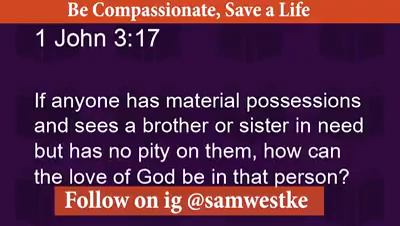 Be Compassionate, Save a Life
1 John 3:17
If anyone has material possessions
and sees a brother or sister in need
but has no pity on them, how can
the love of God be in that person?
Follow on ig @samwestke